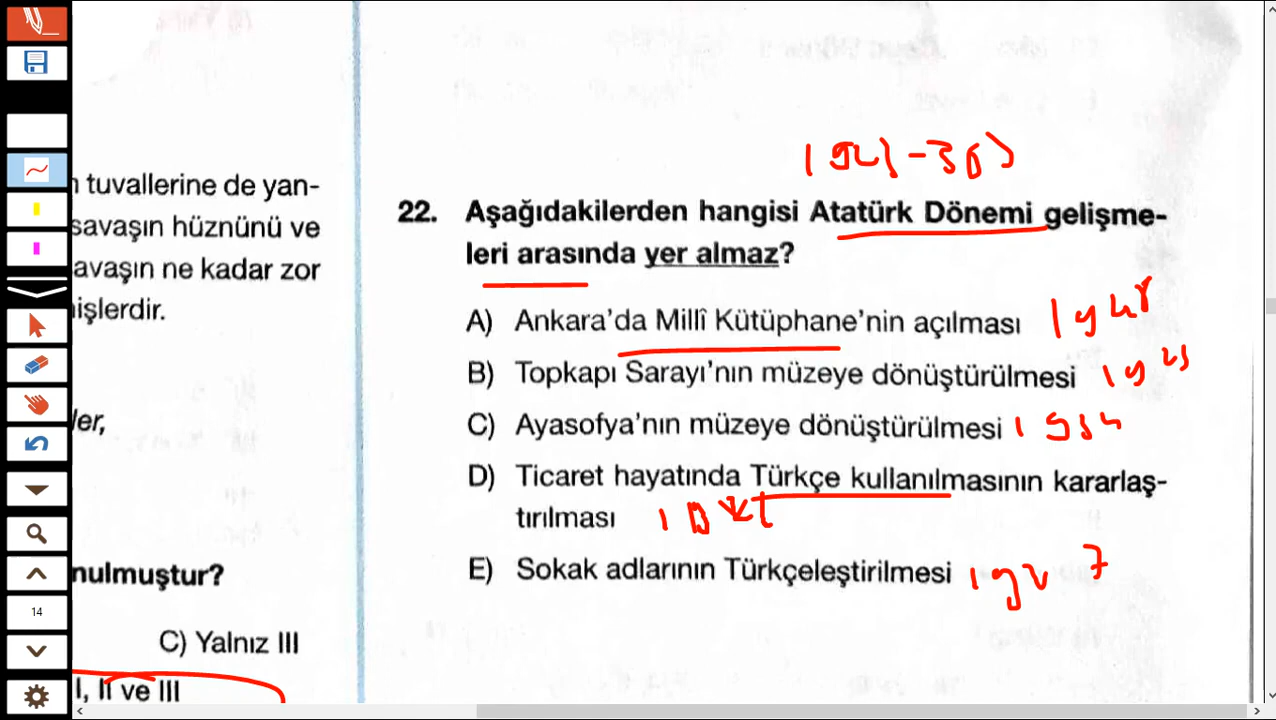 tuvallerine de yan-
savaşın hüznünü ve
avaşın ne kadar zor
işlerdir.
ler,
nulmuştur?
C) Yalnız III
I, II ve III
22. Aşağıdakilerden hangisi Atatürk Dönemi gelişme-
leri arasında yer almaz?
A) Ankara'da Millî Kütüphane'nin açılması
B) Topkapı Sarayı'nın müzeye dönüştürülmesi
C) Ayasofya'nın müzeye dönüştürülmesi 1934
D) Ticaret hayatında Türkçe kullanılmasının kararlaş-
tırılması
E) Sokak adlarının Türkçeleştirilmesi 1927
14